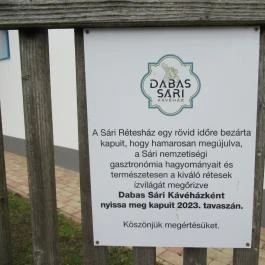 DABAS
SÁRI
KÁVÉHÁZ
A Sári Rétesház egy rövid időre bezárta
kapuit, hogy hamarosan megújulva,
a Sári nemzetiségi
gasztronómia hagyományait és
természetesen a kiváló rétesek
ízvilágát megőrizve
Dabas Sári Kávéházként
nyissa meg kapuit 2023. tavaszán.
Köszönjük megértésüket.